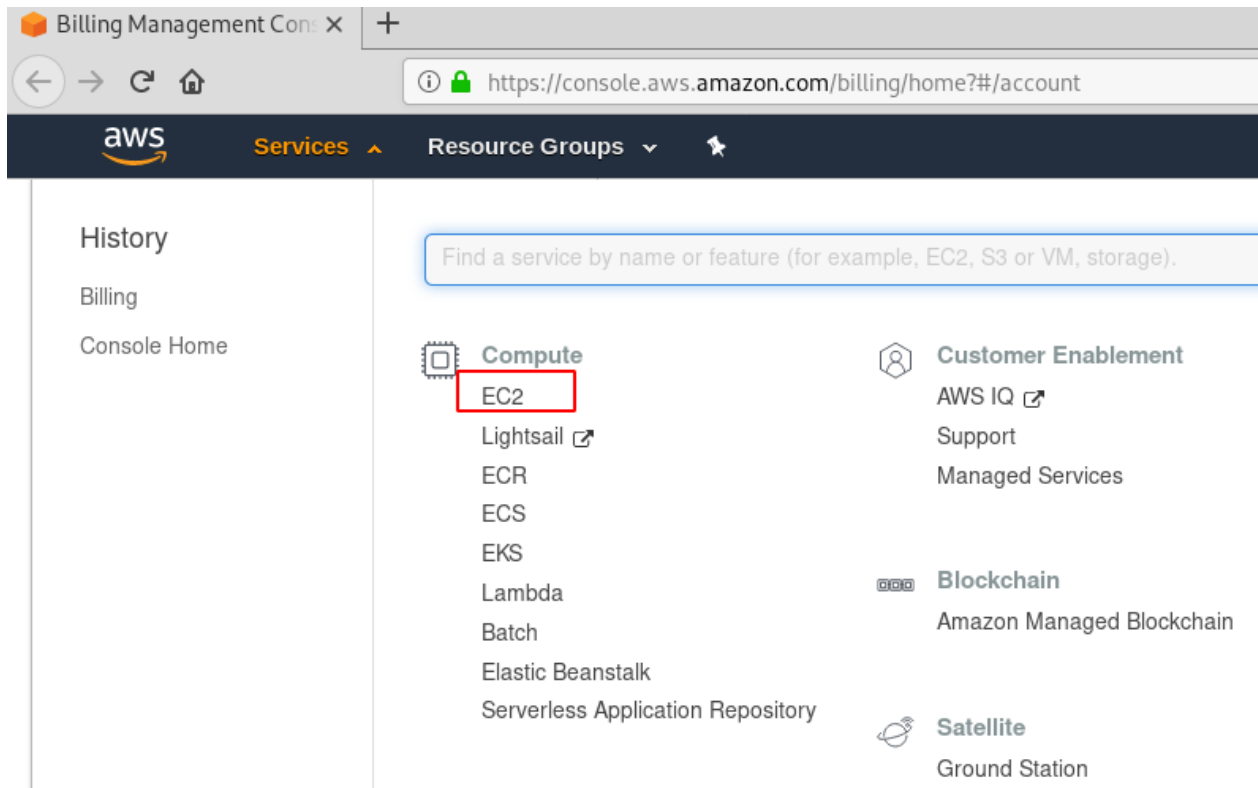 Billing Management Cons
https://console.aws.amazon.com/billing/home?#/account
aws Services Resource Groups
History
Billing
Console Home
Find a service by name or feature (for example, EC2, S3 or VM, storage).
Compute
EC2
Lightsail
ECR
ECS
EKS
Lambda
Batch
Elastic Beanstalk
Serverless Application Repository
Customer Enablement
AWS IQ
Support
Managed Services
Blockchain
Amazon Managed Blockchain
Satellite
Ground Station